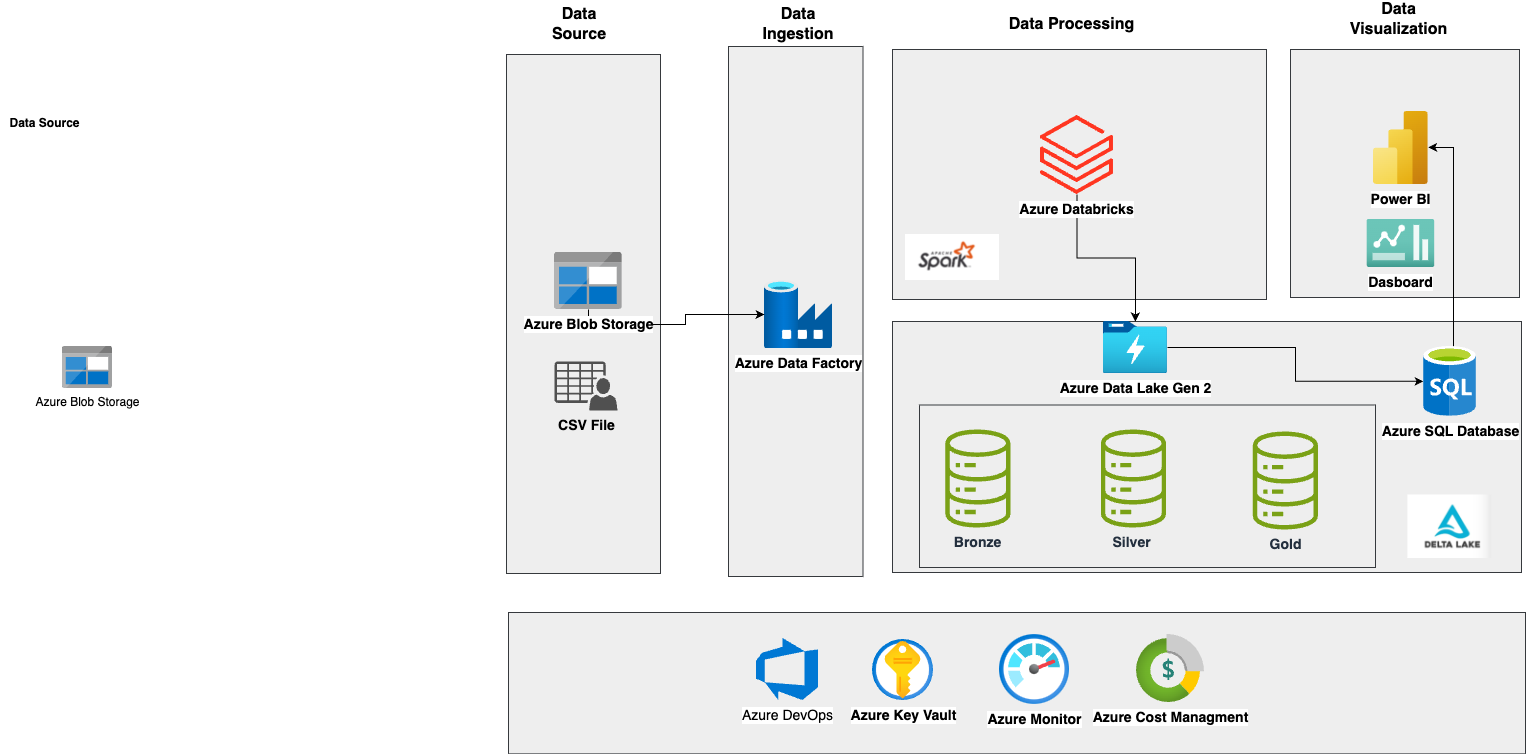 Data
Source
Data
Ingestion
Data Processing
Data
Visualization
Data Source
Azure Blob Storage
Azure Blob Storage
CSV File
Azure Data Factory
Azure Databricks
APACHE
Spark
Power BI
Dasboard
Azure Data Lake Gen 2
SQL
Azure SQL Database
Bronze
Silver
Gold
DELTA LAKE
Azure DevOps
Azure Key Vault
Azure Monitor
$
Azure Cost Managment